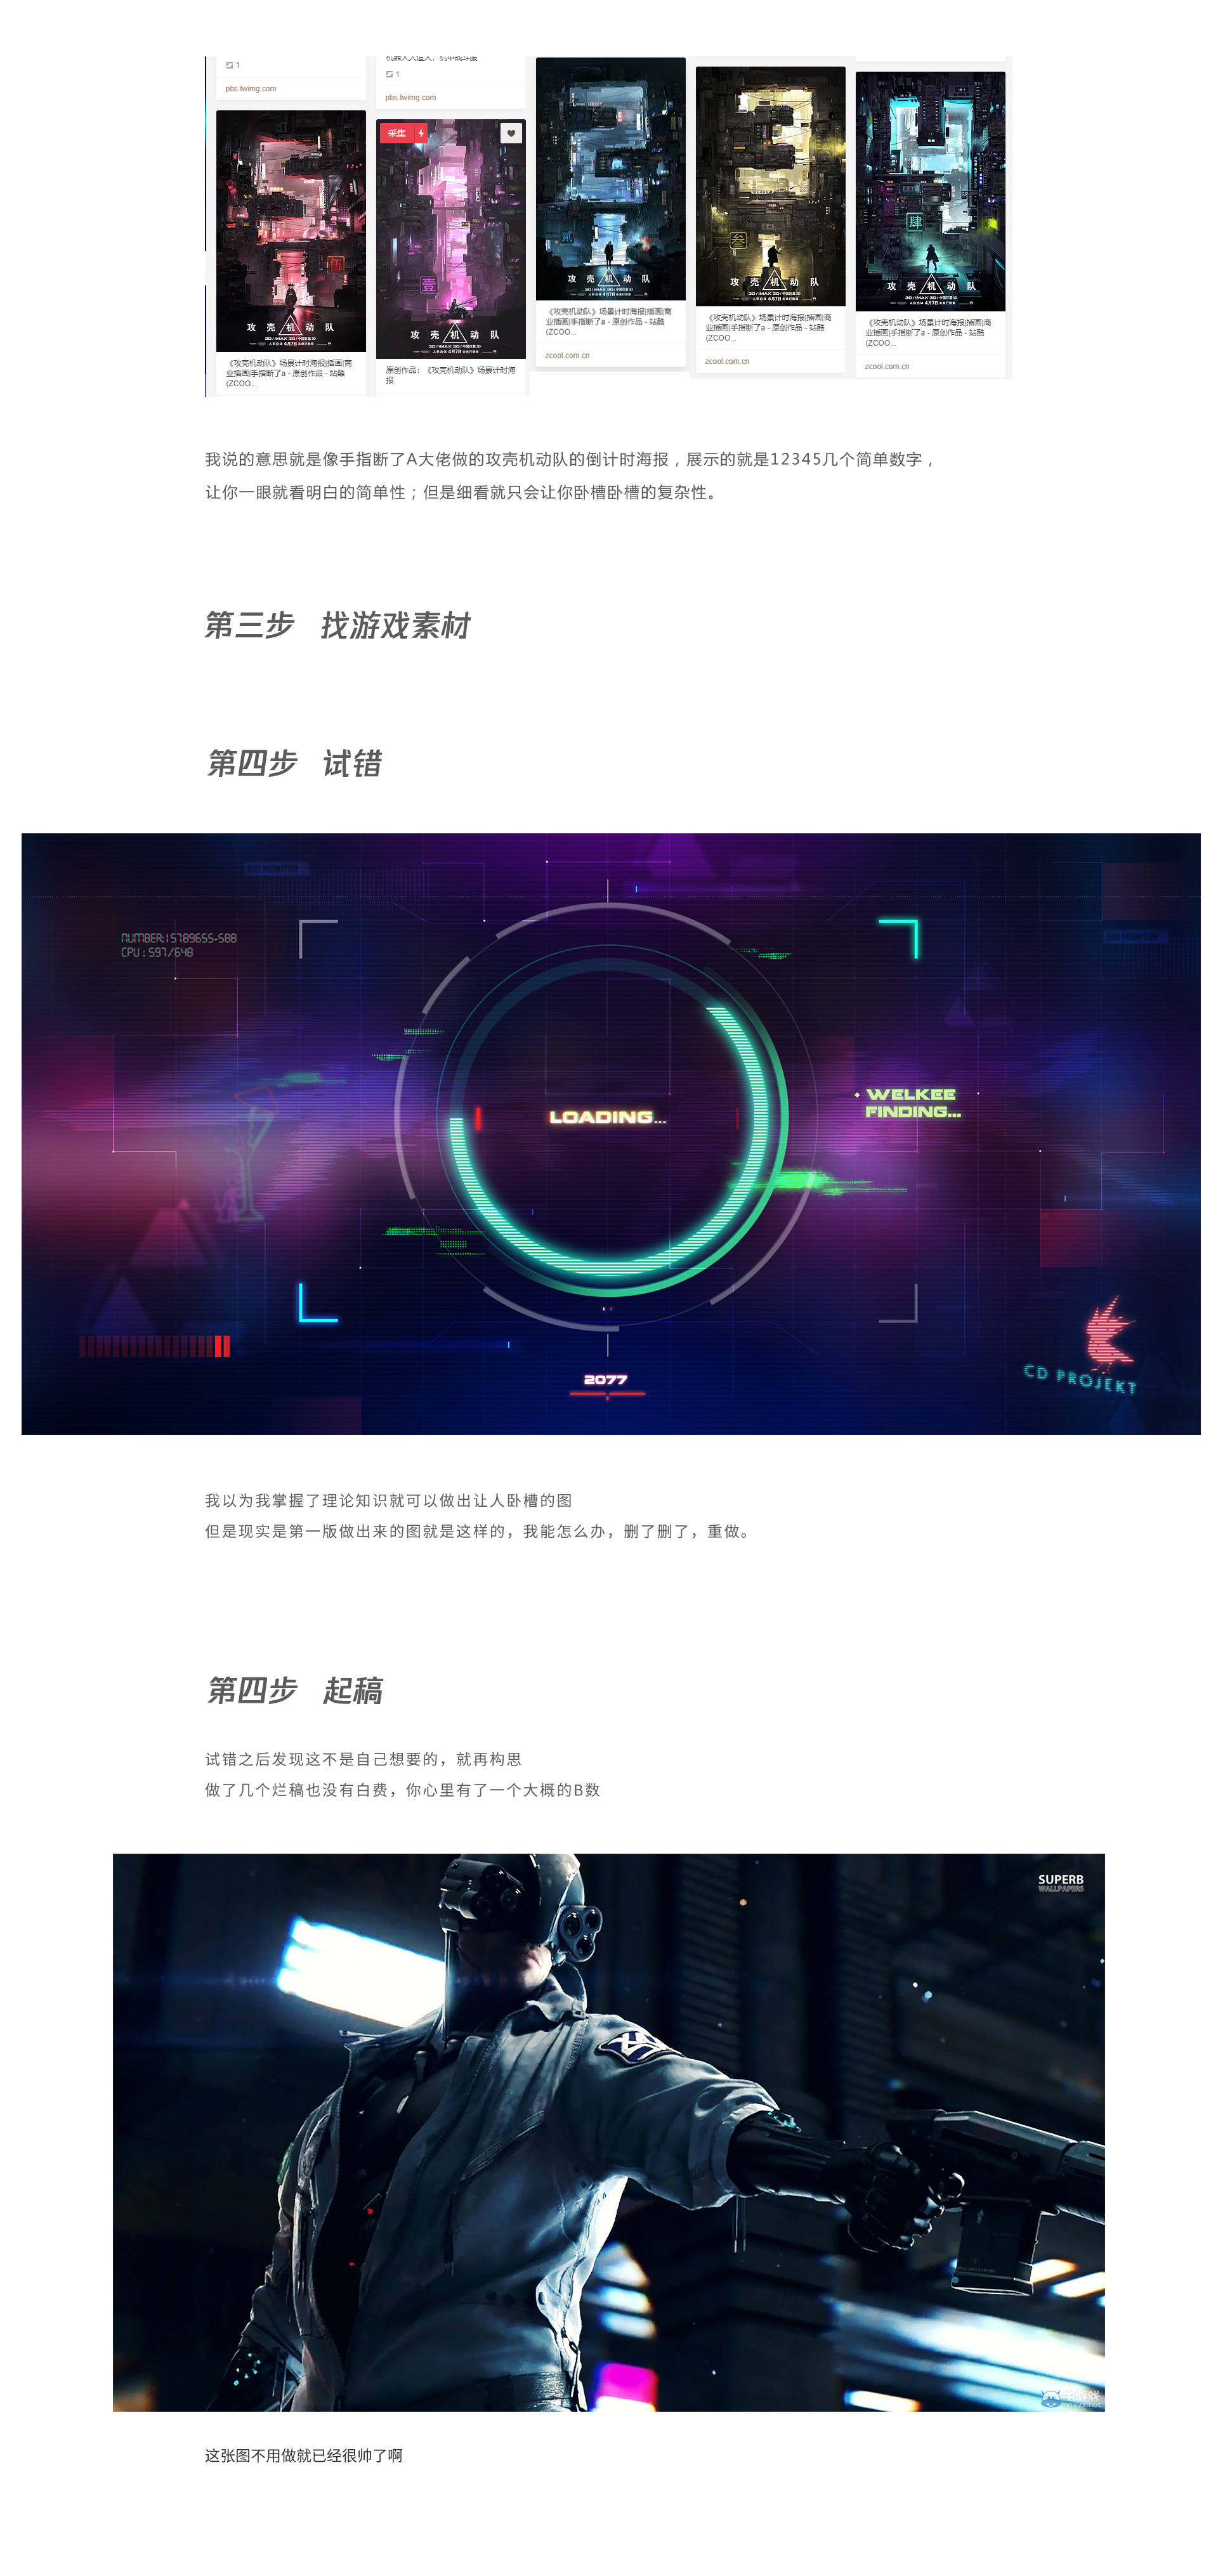 1
pbs.twimg.com
1
pbs.twimg.com
采集
伍
攻 壳 机 动 队
《攻壳机动队》场景计时海报|插画|商
业插画|手指断了a - 原创作品 - 站酷
(ZCOO...
壹
攻 壳 机 动 队
原创作品：《攻壳机动队》场景计时海
报
贰
攻 壳 机 动 队
《攻壳机动队》场景计时海报|插画|商
业插画|手指断了a - 原创作品 - 站酷
(ZCOO...
zcool.com.cn
叁
攻 壳 机 动 队
《攻壳机动队》场景计时海报|插画|商
业插画|手指断了a - 原创作品 - 站酷
(ZCOO...
zcool.com.cn
肆
攻 壳 机 动 队
《攻壳机动队》场景计时海报|插画|商
业插画|手指断了a - 原创作品 - 站酷
(ZCOO...
zcool.com.cn
我说的意思就是像手指断了A大佬做的攻壳机动队的倒计时海报，展示的就是12345几个简单数字，
让你一眼就看明白的简单性；但是细看就只会让你卧槽卧槽的复杂性。
第三步 找游戏素材
第四步 试错
NUMBER:15789655-588
CPU : 597/648
LOADING...
WELKEE
FINDING...
2077
CD PROJEKT
我以为我掌握了理论知识就可以做出让人卧槽的图
但是现实是第一版做出来的图就是这样的，我能怎么办，删了删了，重做。
第四步 起稿
试错之后发现这不是自己想要的，就再构思
做了几个烂稿也没有白费，你心里有了一个大概的B数
SUPERB
WALLPAPERS
这张图不用做就已经很帅了啊